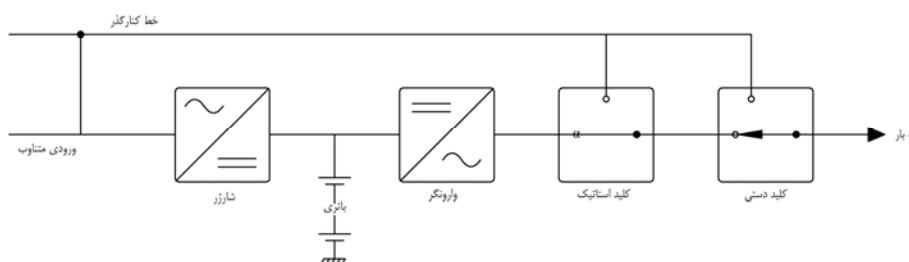 خط کنارگذر
ورودی متناوب
شارژر
باتری
وارونگر
کلید استاتیک
کلید دستی
بار